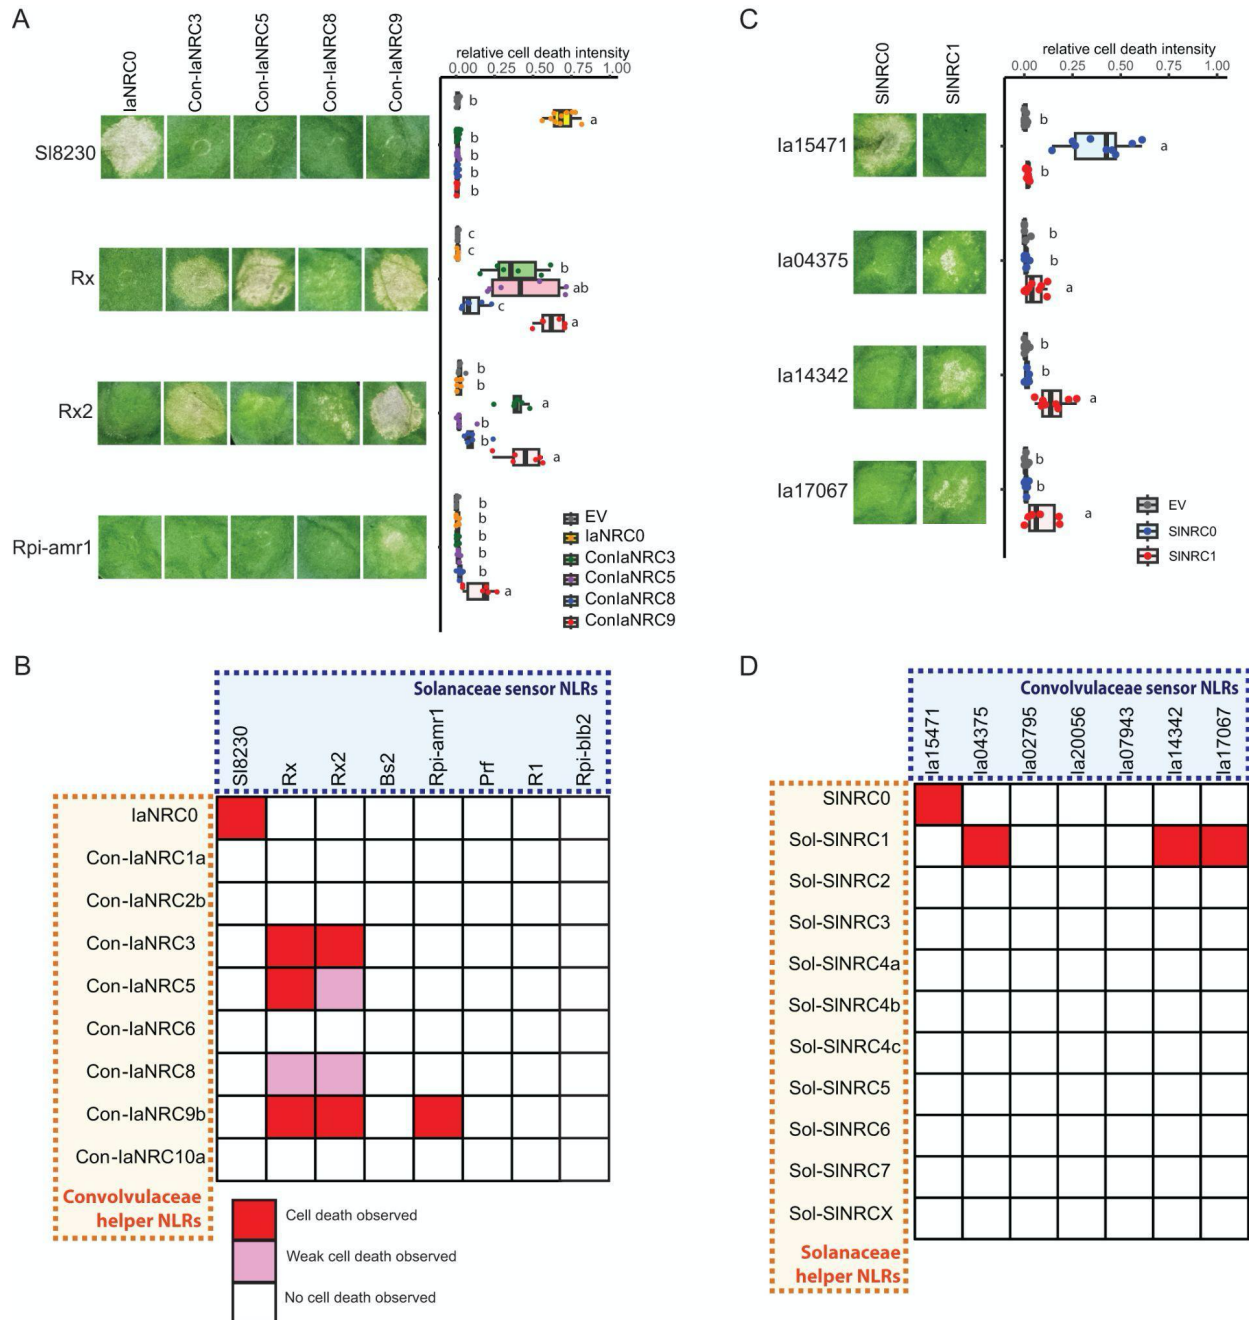 A
IaNRC0
Con-IaNRC3
Con-IaNRC5
Con-IaNRC8
Con-IaNRC9
relative cell death intensity
0.00 0.25 0.50 0.75 1.00
Sl8230
b
a
b
b
b
b
Rx
c
c
b
ab
c
a
Rx2
b
b
a
b
b
a
Rpi-amr1
b
b
b
b
b
a
EV
IaNRC0
ConIaNRC3
ConIaNRC5
ConIaNRC8
ConIaNRC9
C
SlNRC0
SlNRC1
relative cell death intensity
0.00 0.25 0.50 0.75 1.00
Ia15471
b
a
b
Ia04375
b
b
a
Ia14342
b
b
a
Ia17067
b
b
a
EV
SlNRC0
SlNRC1
B
Solanaceae sensor NLRs
Sl8230
Rx
Rx2
Bs2
Rpi-amr1
Prf
R1
Rpi-blb2
IaNRC0
Con-IaNRC1a
Con-IaNRC2b
Con-IaNRC3
Con-IaNRC5
Con-IaNRC6
Con-IaNRC8
Con-IaNRC9b
Con-IaNRC10a
Convolvulaceae
helper NLRs
Cell death observed
Weak cell death observed
No cell death observed
D
Convolvulaceae sensor NLRs
Ia15471
Ia04375
Ia02795
Ia20056
Ia07943
Ia14342
Ia17067
SlNRC0
Sol-SlNRC1
Sol-SlNRC2
Sol-SlNRC3
Sol-SlNRC4a
Sol-SlNRC4b
Sol-SlNRC4c
Sol-SlNRC5
Sol-SlNRC6
Sol-SlNRC7
Sol-SlNRCX
Solanaceae
helper NLRs